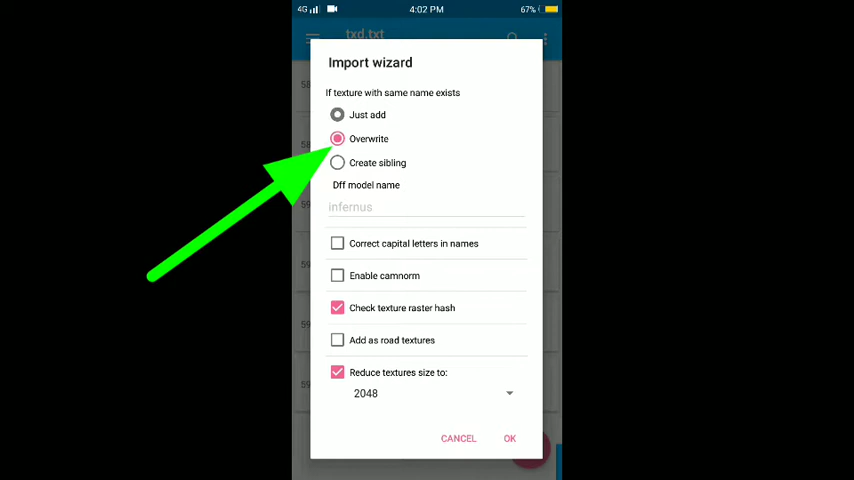 4G 4:02 PM 67%
txd.txt
Import wizard
If texture with same name exists
Just add
Overwrite
Create sibling
Dff model name
infernus
Correct capital letters in names
Enable camnorm
Check texture raster hash
Add as road textures
Reduce textures size to:
2048
CANCEL OK